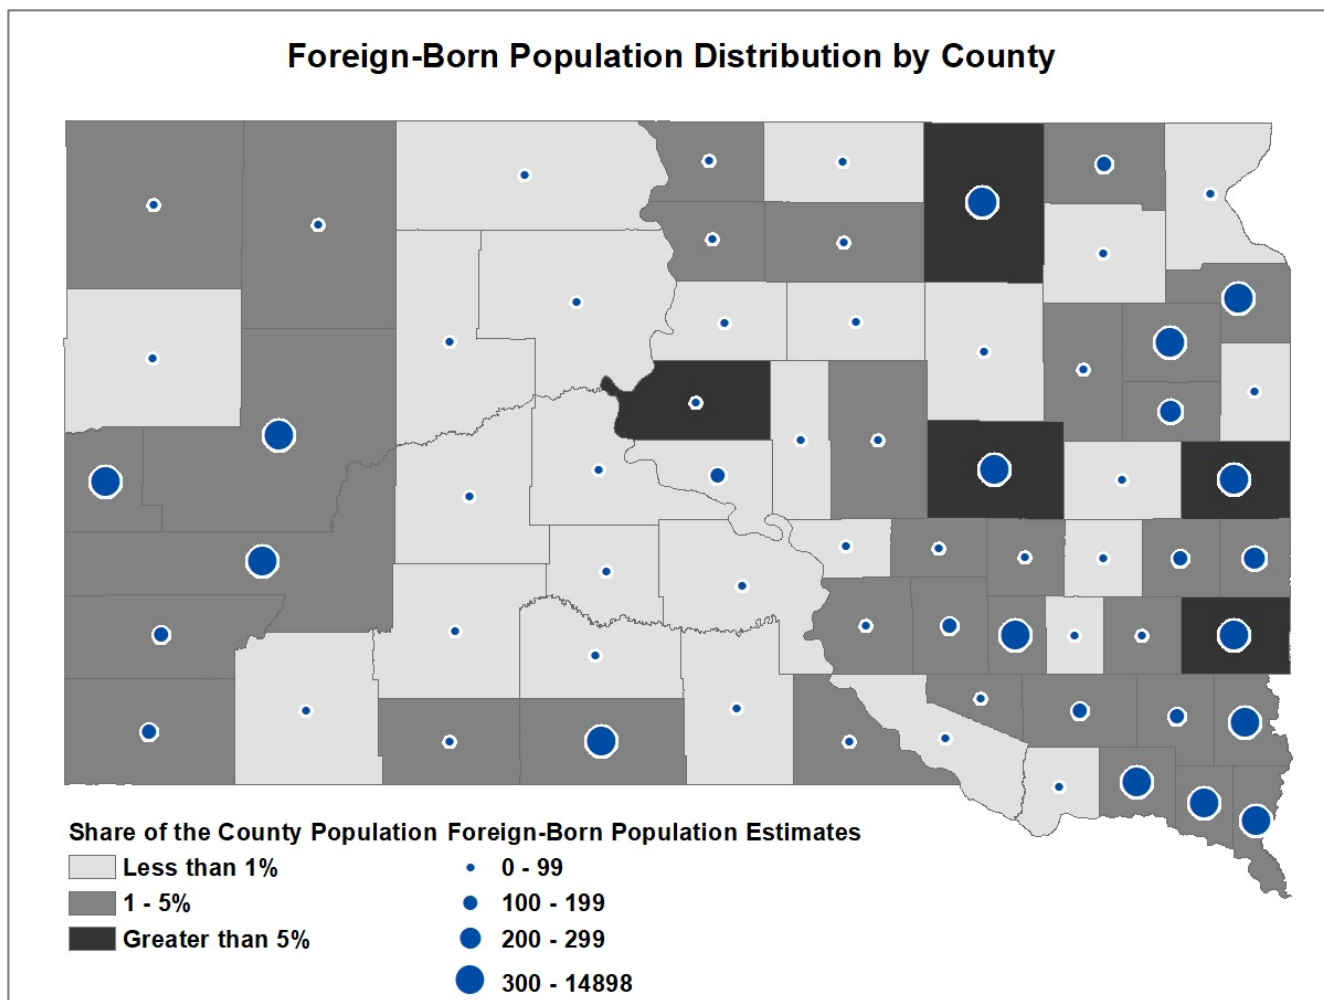 Foreign-Born Population Distribution by County
Share of the County Population Foreign-Born Population Estimates
Less than 1% 0 - 99
1 - 5% 100 - 199
Greater than 5% 200 - 299
300 - 14898